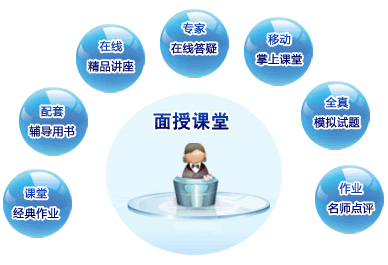 专家
在线答疑
在线
精品讲座
移动
掌上课堂
配套
辅导用书
全真
模拟试题
面授课堂
课堂
经典作业
作业
名师点评